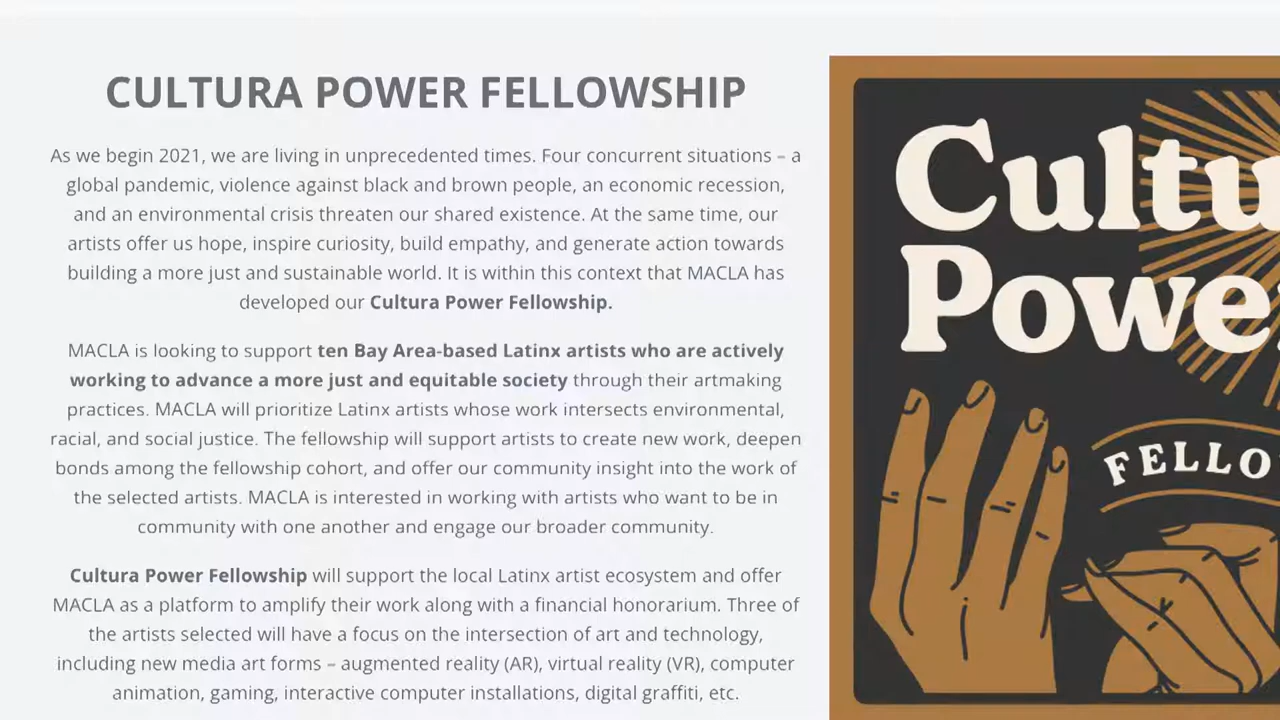 CULTURA POWER FELLOWSHIP
As we begin 2021, we are living in unprecedented times. Four concurrent situations – a
global pandemic, violence against black and brown people, an economic recession,
and an environmental crisis threaten our shared existence. At the same time, our
artists offer us hope, inspire curiosity, build empathy, and generate action towards
building a more just and sustainable world. It is within this context that MACLA has
developed our Cultura Power Fellowship.
MACLA is looking to support ten Bay Area-based Latinx artists who are actively
working to advance a more just and equitable society through their artmaking
practices. MACLA will prioritize Latinx artists whose work intersects environmental,
racial, and social justice. The fellowship will support artists to create new work, deepen
bonds among the fellowship cohort, and offer our community insight into the work of
the selected artists. MACLA is interested in working with artists who want to be in
community with one another and engage our broader community.
Cultura Power Fellowship will support the local Latinx artist ecosystem and offer
MACLA as a platform to amplify their work along with a financial honorarium. Three of
the artists selected will have a focus on the intersection of art and technology,
including new media art forms – augmented reality (AR), virtual reality (VR), computer
animation, gaming, interactive computer installations, digital graffiti, etc.
Cultu
Power
FELLO